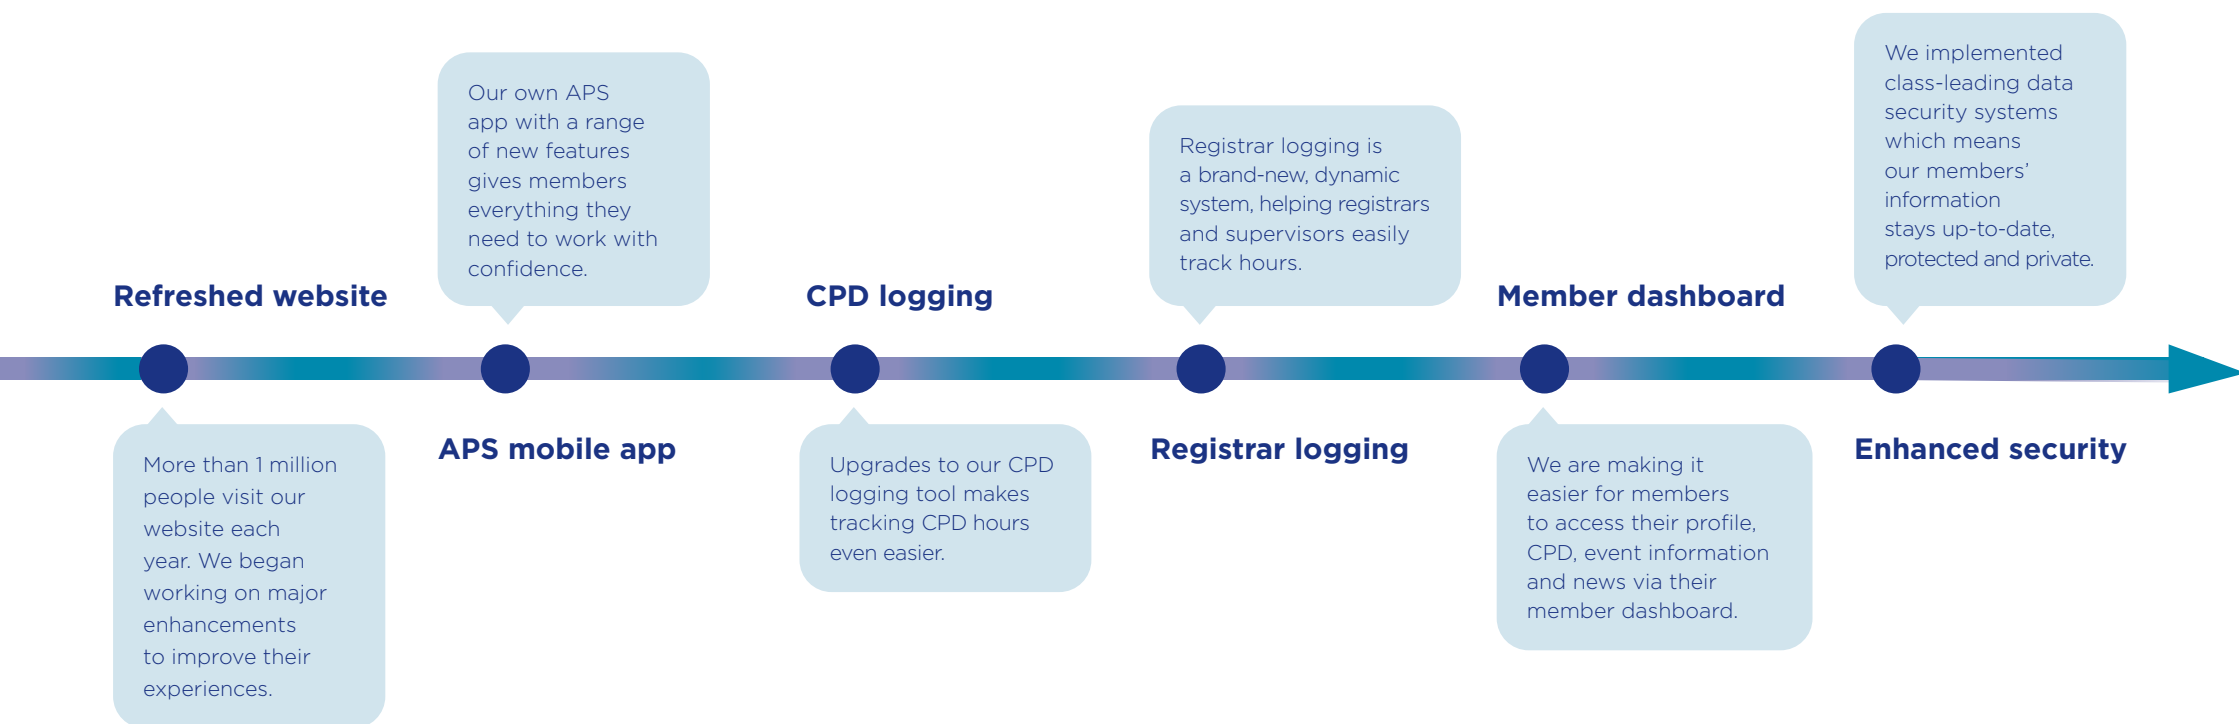 Refreshed website
More than 1 million
people visit our
website each
year. We began
working on major
enhancements
to improve their
experiences.
Our own APS
app with a range
of new features
gives members
everything they
need to work with
confidence.
APS mobile app
CPD logging
Upgrades to our CPD
logging tool makes
tracking CPD hours
even easier.
Registrar logging is
a brand-new, dynamic
system, helping registrars
and supervisors easily
track hours.
Registrar logging
Member dashboard
We are making it
easier for members
to access their profile,
CPD, event information
and news via their
member dashboard.
We implemented
class-leading data
security systems
which means
our members’
information
stays up-to-date,
protected and private.
Enhanced security